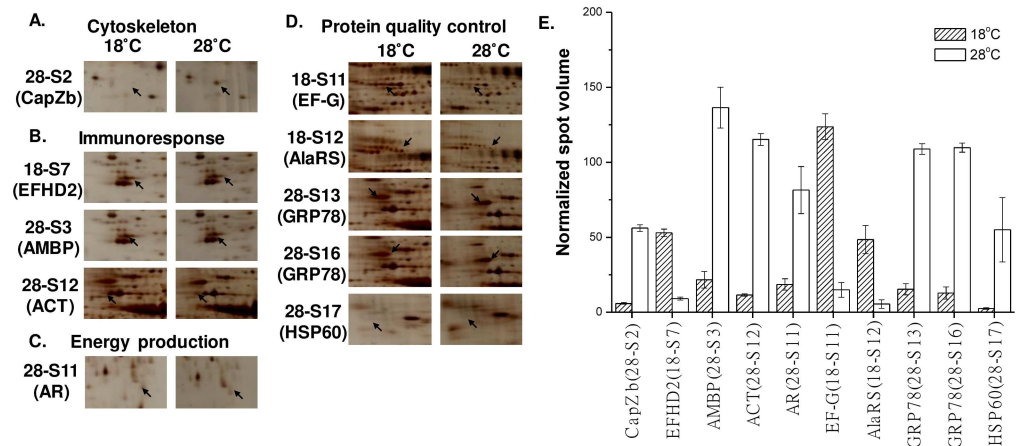 A.
Cytoskeleton
18˚C 28˚C
28-S2
(CapZb)
B.
Immunoresponse
18-S7
(EFHD2)
28-S3
(AMBP)
28-S12
(ACT)
C.
Energy production
28-S11
(AR)
D.
Protein quality control
18˚C 28˚C
18-S11
(EF-G)
18-S12
(AlaRS)
28-S13
(GRP78)
28-S16
(GRP78)
28-S17
(HSP60)
E.
Normalized spot volume
200
150
100
50
0
18°C
28°C
CapZb(28-S2)
EFHD2(18-S7)
AMBP(28-S3)
ACT(28-S12)
AR(28-S11)
EF-G(18-S11)
AlaRS(18-S12)
GRP78(28-S13)
GRP78(28-S16)
HSP60(28-S17)